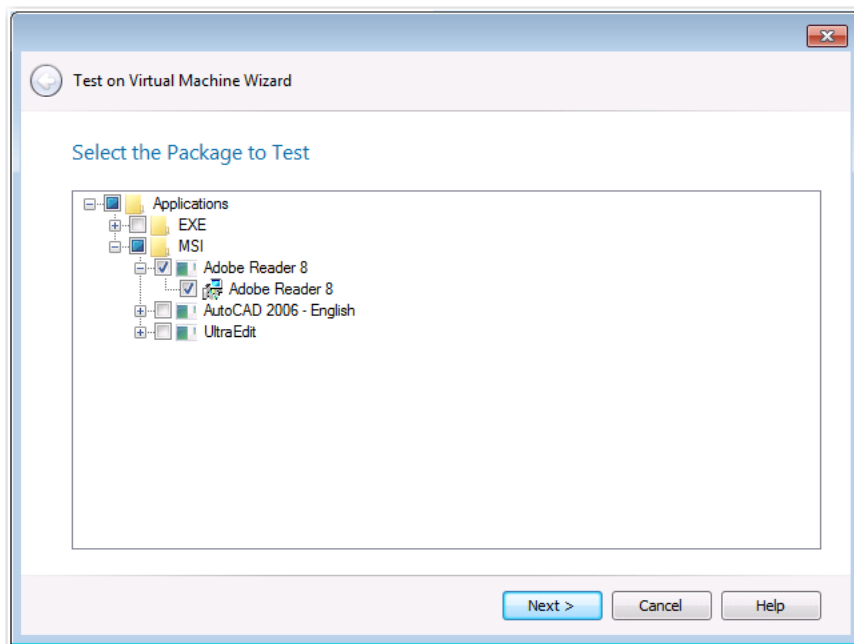 Test on Virtual Machine Wizard
Select the Package to Test
Applications
EXE
MSI
Adobe Reader 8
Adobe Reader 8
AutoCAD 2006 - English
UltraEdit
Next >
Cancel
Help